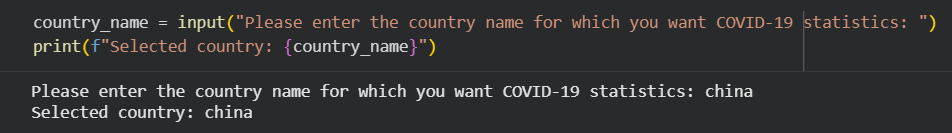 country_name = input("Please enter the country name for which you want COVID-19 statistics: ")
print(f"Selected country: {country_name}")
Please enter the country name for which you want COVID-19 statistics: china
Selected country: china